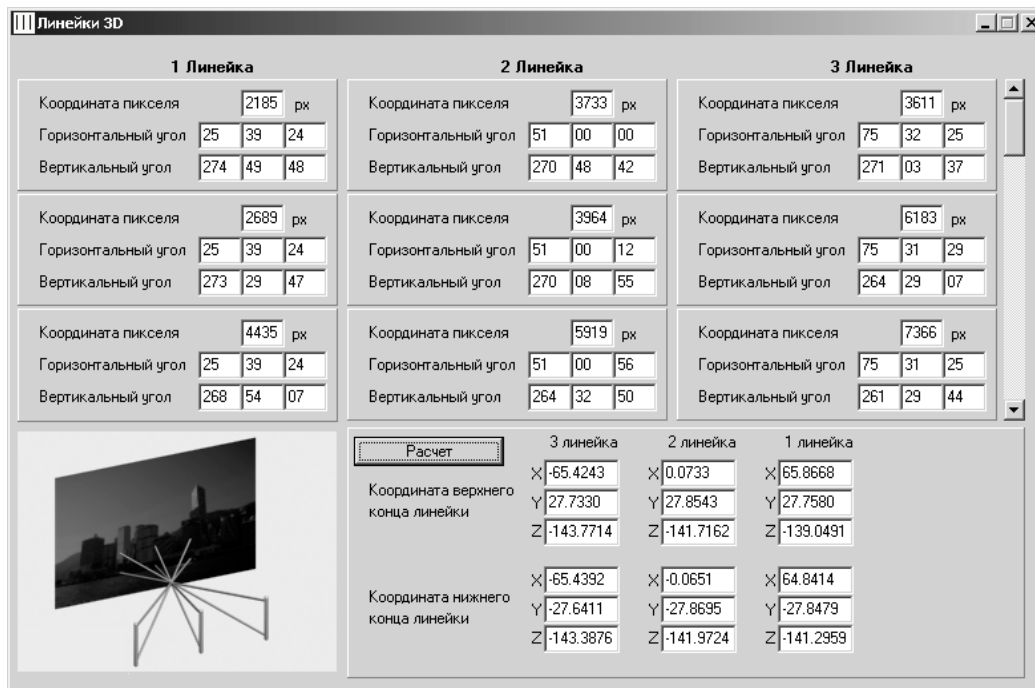 Линейки 3D
1 Линейка 2 Линейка 3 Линейка
Координата пикселя 2185 px Координата пикселя 3733 px Координата пикселя 3611 px
Горизонтальный угол 25 39 24 Горизонтальный угол 51 00 00 Горизонтальный угол 75 32 25
Вертикальный угол 274 49 48 Вертикальный угол 270 48 42 Вертикальный угол 271 03 37
Координата пикселя 2689 px Координата пикселя 3964 px Координата пикселя 6183 px
Горизонтальный угол 25 39 24 Горизонтальный угол 51 00 12 Горизонтальный угол 75 31 29
Вертикальный угол 273 29 47 Вертикальный угол 270 08 55 Вертикальный угол 264 29 07
Координата пикселя 4435 px Координата пикселя 5919 px Координата пикселя 7366 px
Горизонтальный угол 25 39 24 Горизонтальный угол 51 00 56 Горизонтальный угол 75 31 25
Вертикальный угол 268 54 07 Вертикальный угол 264 32 50 Вертикальный угол 261 29 44
Расчет 3 линейка 2 линейка 1 линейка
X -65.4243 X 0.0733 X 65.8668
Координата верхнего
конца линейки
Y 27.7330 Y 27.8543 Y 27.7580
Z -143.7714 Z -141.7162 Z -139.0491
X -65.4392 X -0.0651 X 64.8414
Координата нижнего
конца линейки
Y -27.6411 Y -27.8695 Y -27.8479
Z -143.3876 Z -141.9724 Z -141.2959